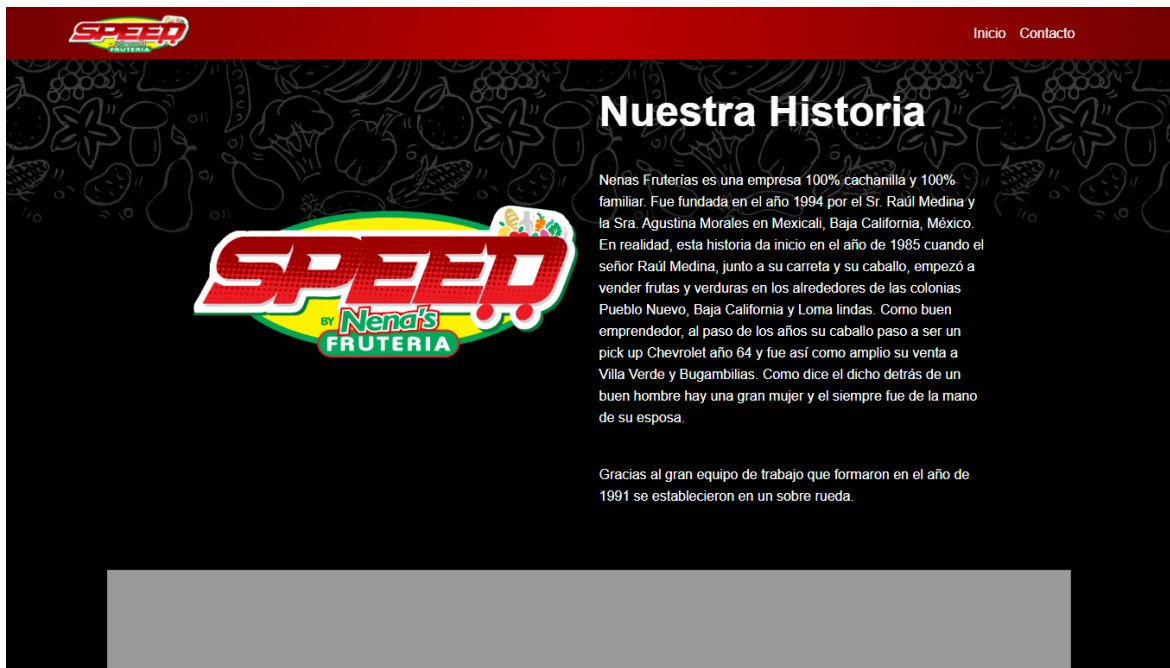 SPEED
FRUTERIA
Inicio Contacto
Nuestra Historia
Nenas Fruterías es una empresa 100% cachanilla y 100%
familiar. Fue fundada en el año 1994 por el Sr. Raúl Medina y
la Sra. Agustina Morales en Mexicali, Baja California, México.
En realidad, esta historia da inicio en el año de 1985 cuando el
señor Raúl Medina, junto a su carreta y su caballo, empezó a
vender frutas y verduras en los alrededores de las colonias
Pueblo Nuevo, Baja California y Loma lindas. Como buen
emprendedor, al paso de los años su caballo paso a ser un
pick up Chevrolet año 64 y fue así como amplio su venta a
Villa Verde y Bugambilias. Como dice el dicho detrás de un
buen hombre hay una gran mujer y el siempre fue de la mano
de su esposa.
Gracias al gran equipo de trabajo que formaron en el año de
1991 se establecieron en un sobre rueda.
SPEED
BY Nena's
FRUTERIA